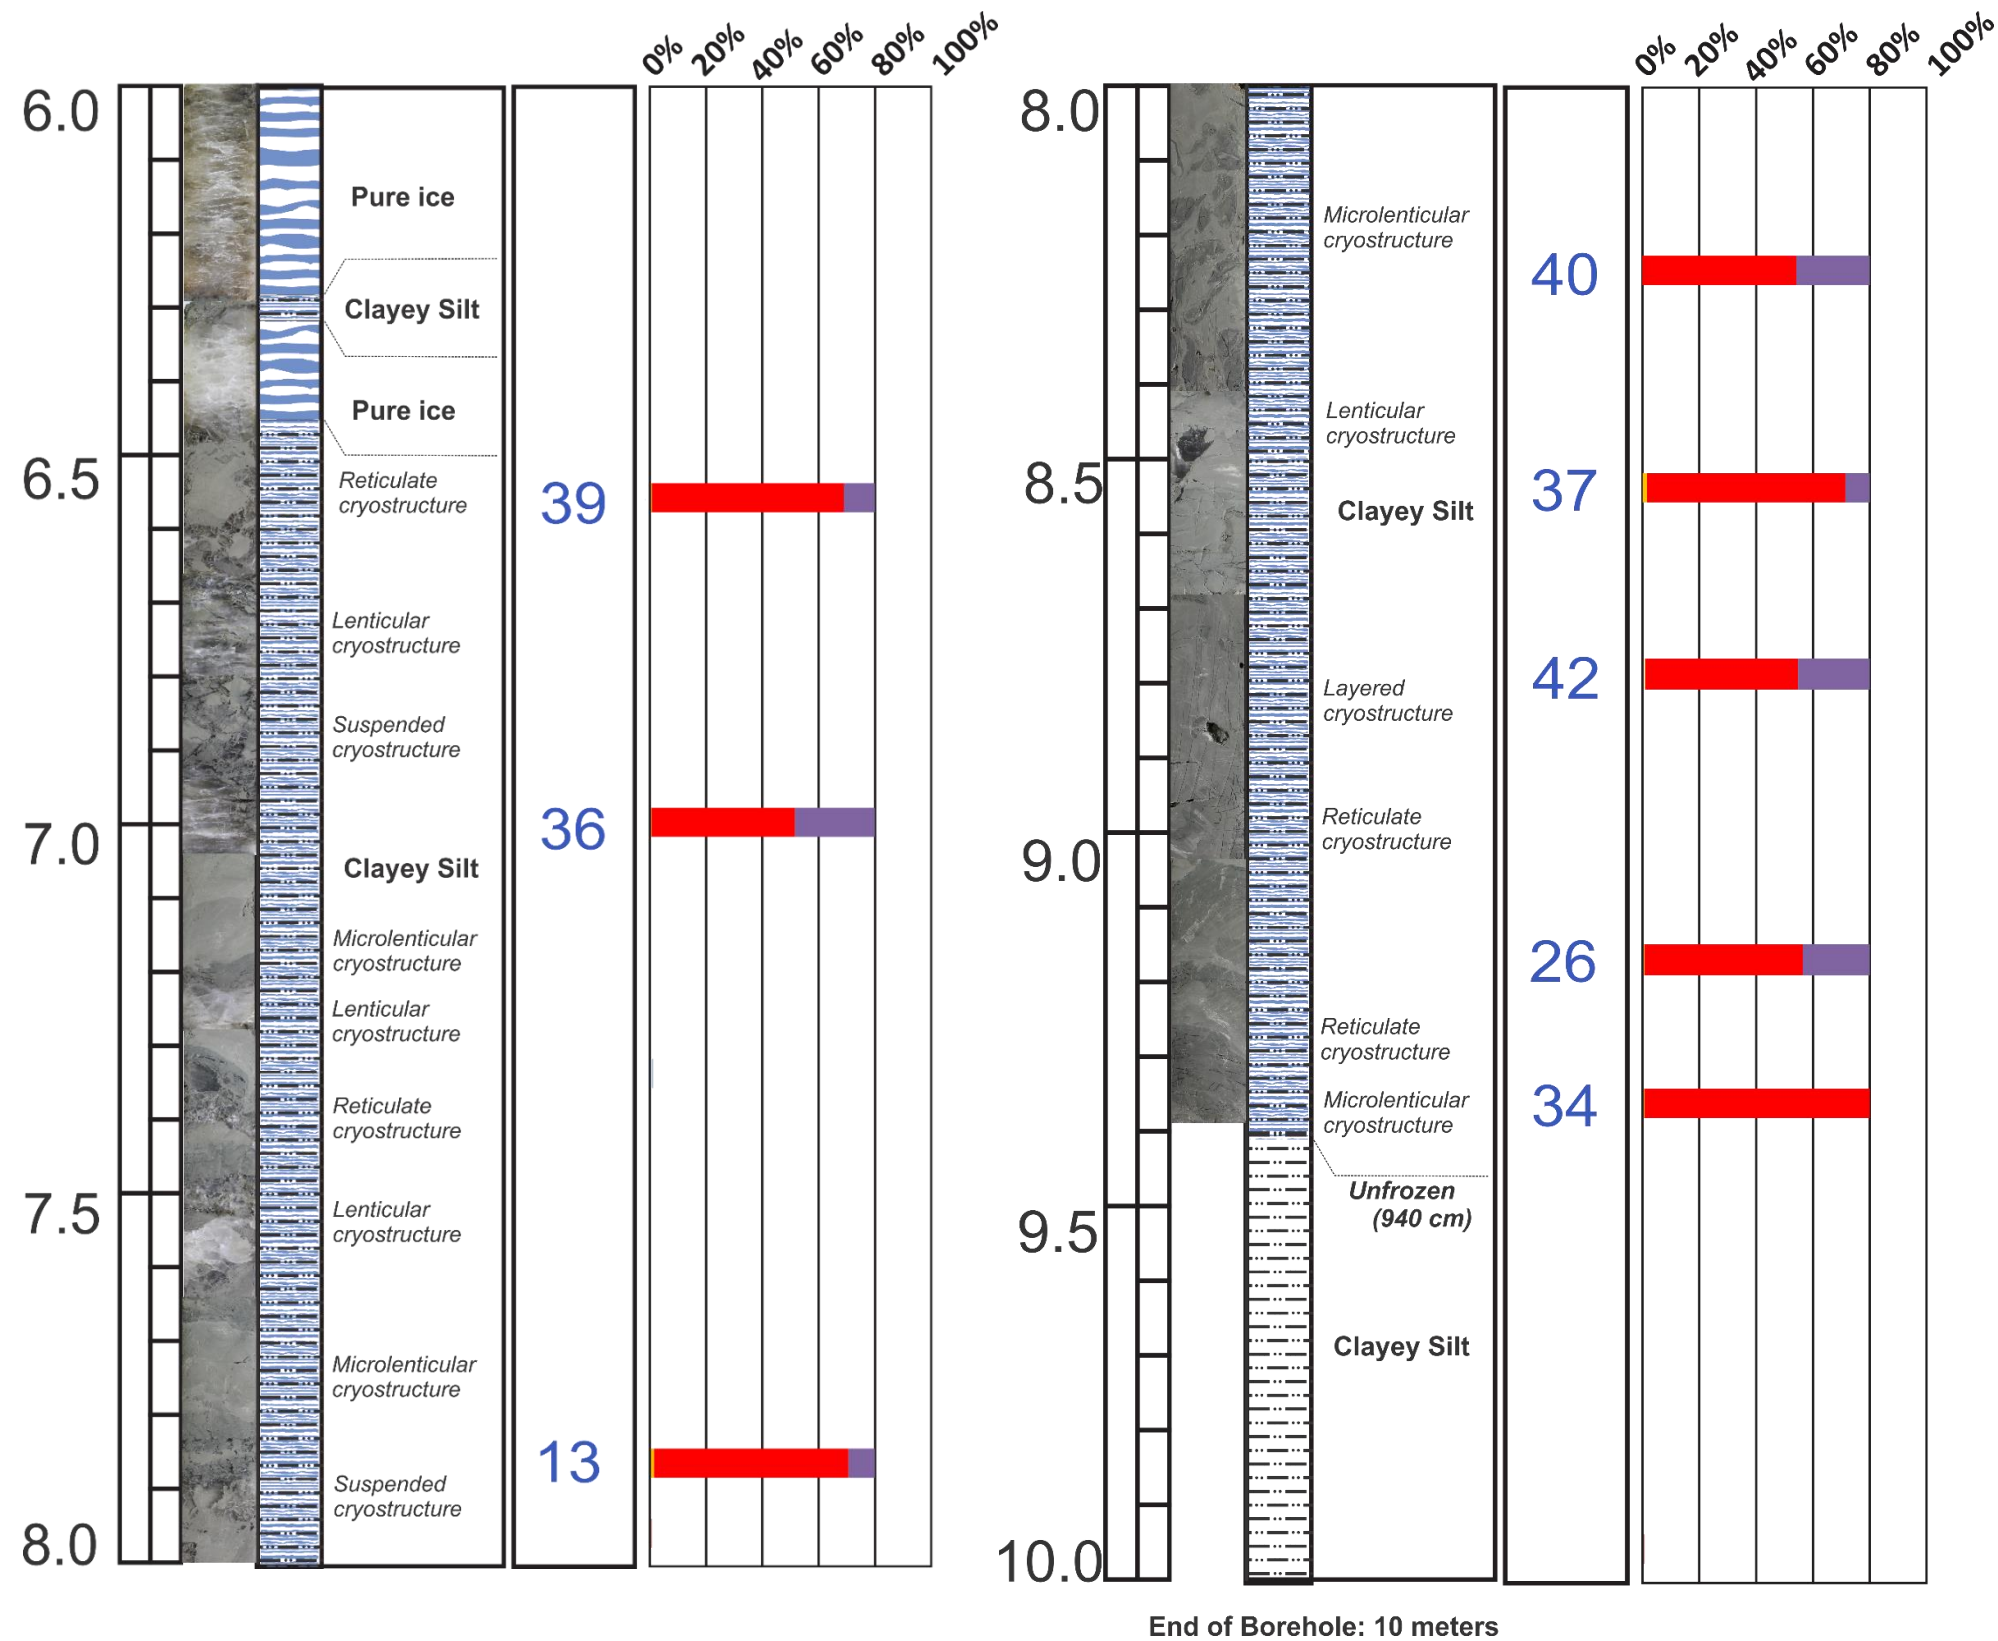 0% 20% 40% 60% 80% 100%
6.0
Pure ice
Clayey Silt
Pure ice
6.5
Reticulate
cryostructure
39
Lenticular
cryostructure
Suspended
cryostructure
7.0
36
Clayey Silt
Microlenticular
cryostructure
Lenticular
cryostructure
Reticulate
cryostructure
7.5
Lenticular
cryostructure
Microlenticular
cryostructure
13
Suspended
cryostructure
8.0
0% 20% 40% 60% 80% 100%
8.0
Microlenticular
cryostructure
40
Lenticular
cryostructure
8.5
37
Clayey Silt
42
Layered
cryostructure
Reticulate
cryostructure
9.0
26
Reticulate
cryostructure
Microlenticular
cryostructure
34
Unfrozen
(940 cm)
9.5
Clayey Silt
10.0
End of Borehole: 10 meters